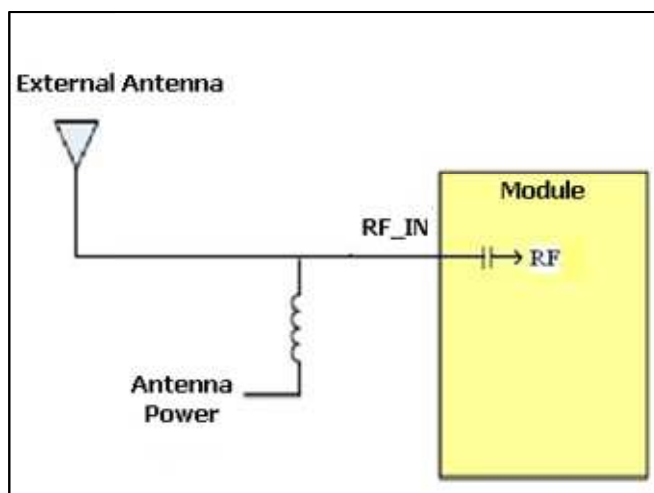 External Antenna
Module
RF_IN
RF
Antenna
Power